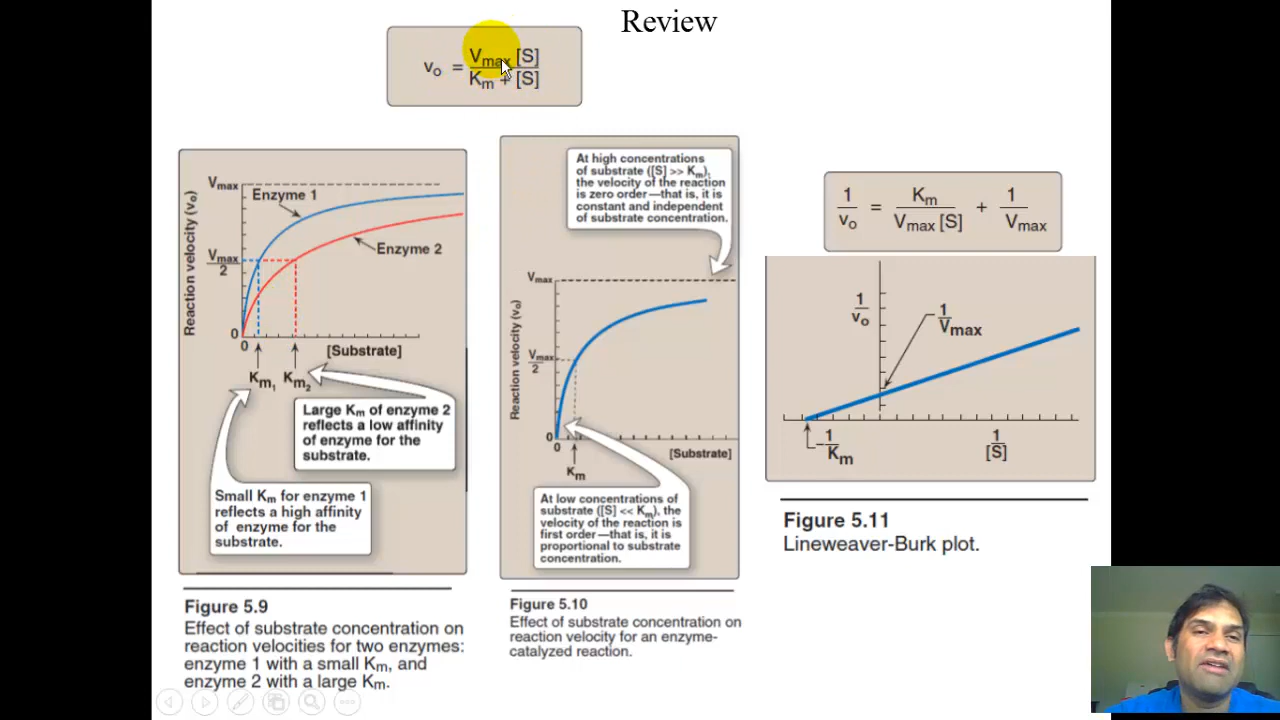 Review
v₀ = Vmax [S]
Km + [S]
Vmax
Enzyme 1
Enzyme 2
Vmax
2
Reaction velocity (v₀)
0
0
[Substrate]
Km₁ Km₂
Large Km of enzyme 2
reflects a low affinity
of enzyme for the
substrate.
Small Km for enzyme 1
reflects a high affinity
of enzyme for the
substrate.
Figure 5.9
Effect of substrate concentration on
reaction velocities for two enzymes:
enzyme 1 with a small Km, and
enzyme 2 with a large Km.
At high concentrations
of substrate ([S] >> Km),
the velocity of the reaction
is zero order—that is, it is
constant and independent
of substrate concentration.
Vmax
Reaction velocity (v₀)
Vmax
2
0
0
[Substrate]
Km
At low concentrations of
substrate ([S] << Km), the
velocity of the reaction is
first order—that is, it is
proportional to substrate
concentration.
Figure 5.10
Effect of substrate concentration on
reaction velocity for an enzyme-
catalyzed reaction.
1 Km 1
v₀ = Vmax [S] + Vmax
1
v₀
1
Vmax
1
-Km
1
[S]
Figure 5.11
Lineweaver-Burk plot.